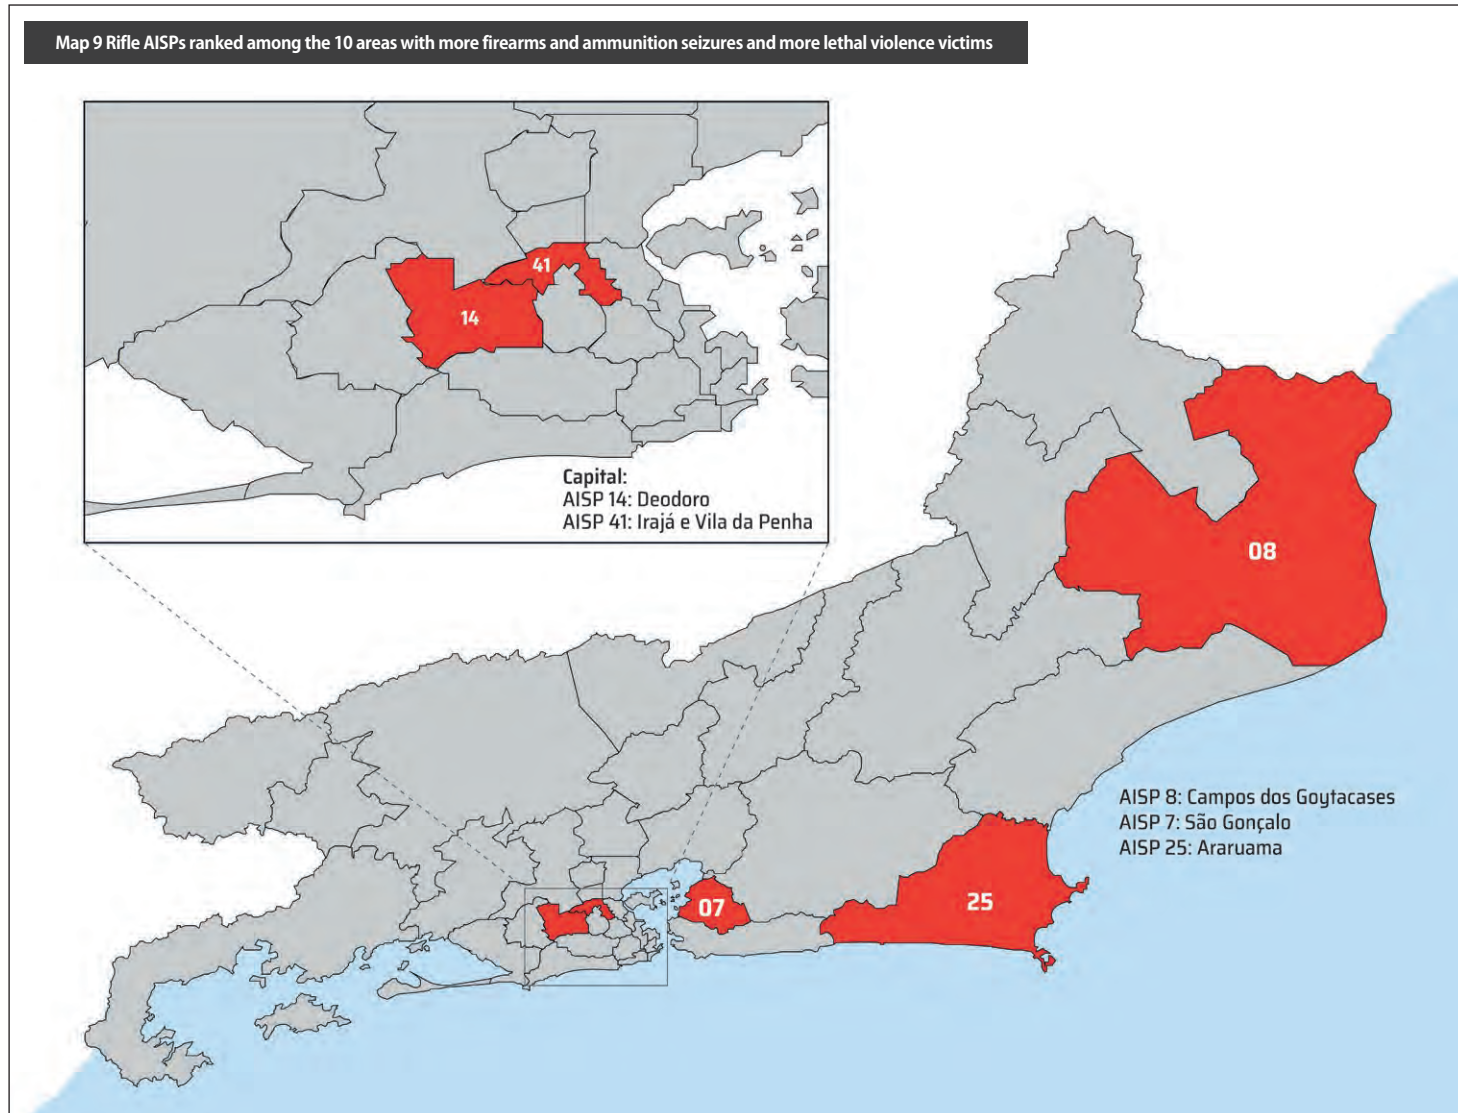 Map 9 Rifle AISPs ranked among the 10 areas with more firearms and ammunition seizures and more lethal violence victims
41
14
Capital:
AISP 14: Deodoro
AISP 41: Irajá e Vila da Penha
08
AISP 8: Campos dos Goytacases
AISP 7: São Gonçalo
AISP 25: Araruama
07
25